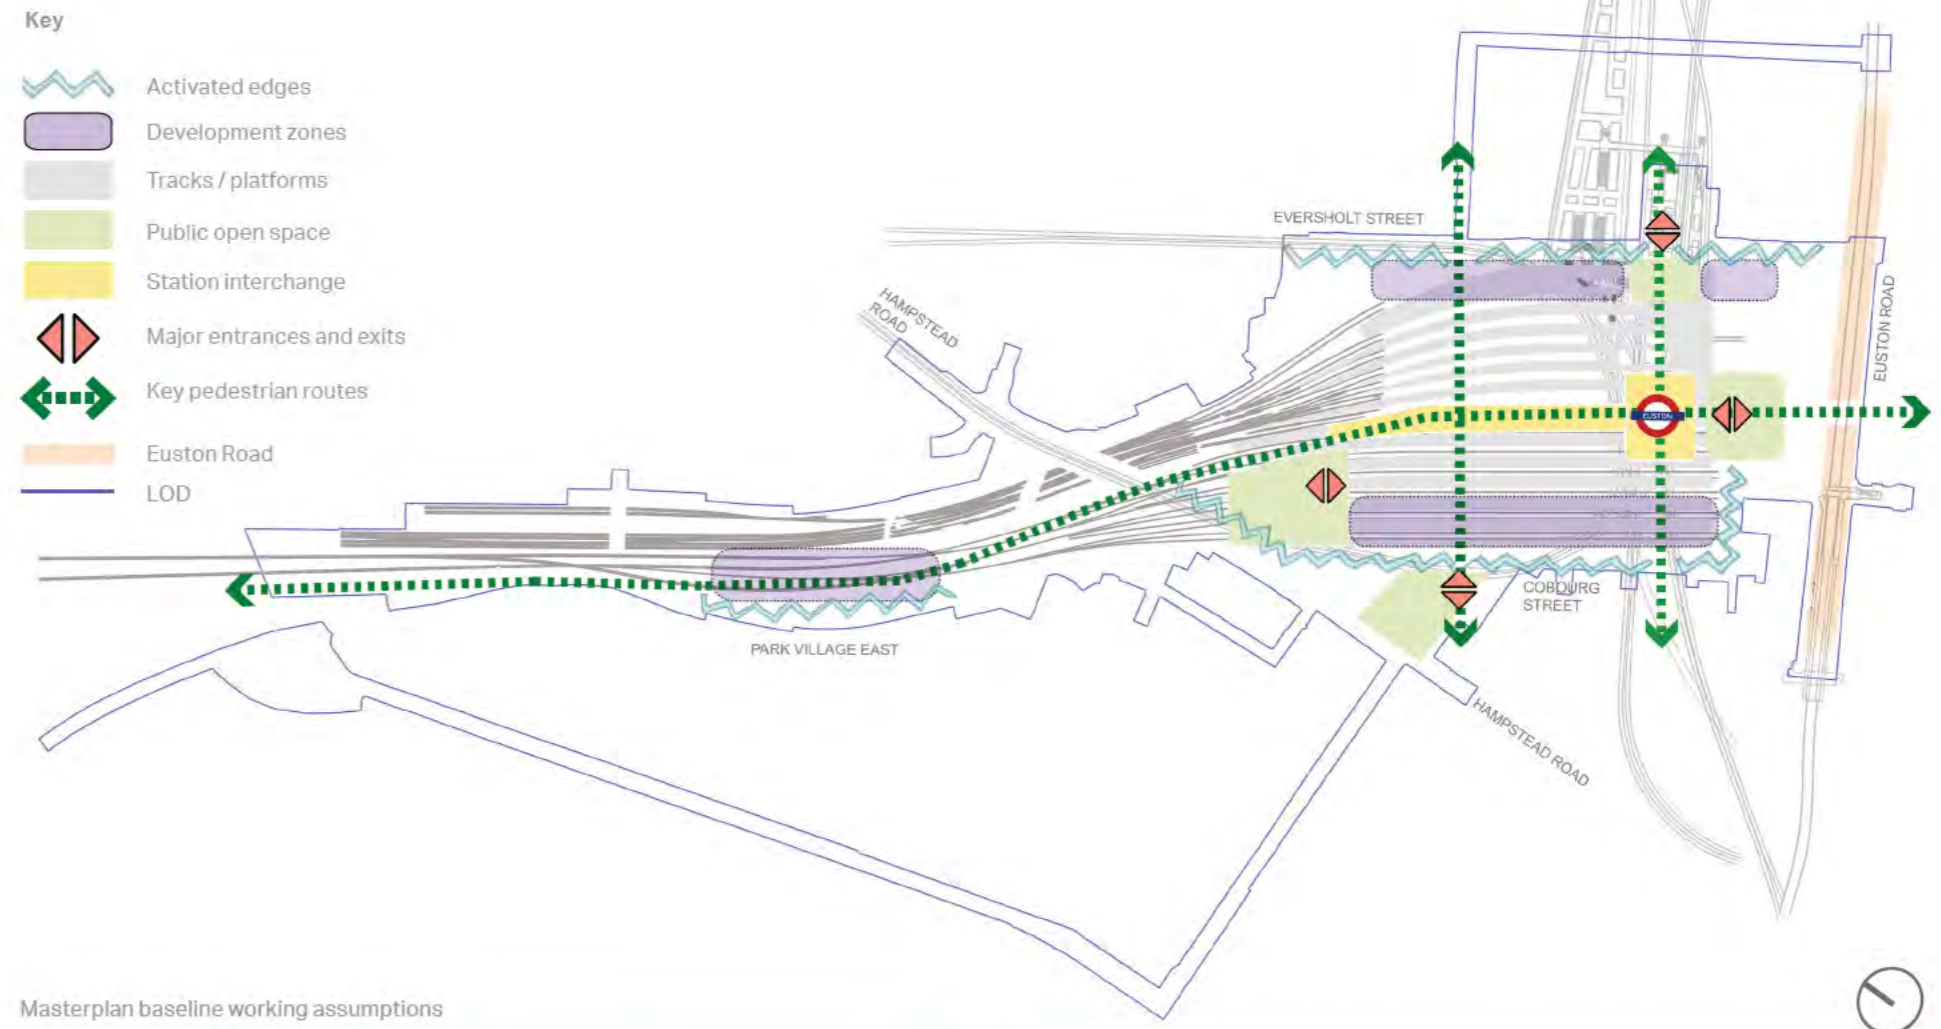 Key
Activated edges
Development zones
Tracks / platforms
Public open space
Station interchange
Major entrances and exits
Key pedestrian routes
Euston Road
LOD
EVERSHOLT STREET
HAMPSTEAD
ROAD
EUSTON ROAD
EUSTON
COBOURG
STREET
PARK VILLAGE EAST
HAMPSTEAD ROAD
Masterplan baseline working assumptions